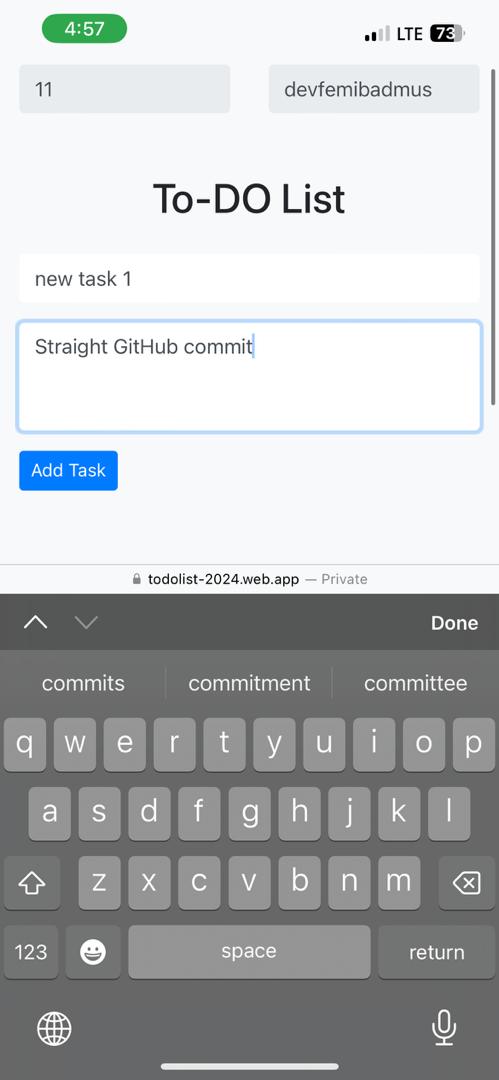 4:57 LTE 73
11 devfemibadmus
To-DO List
new task 1
Straight GitHub commit
Add Task
todolist-2024.web.app — Private
Done
commits commitment committee
q w e r t y u i o p
a s d f g h j k l
z x c v b n m
123 space return